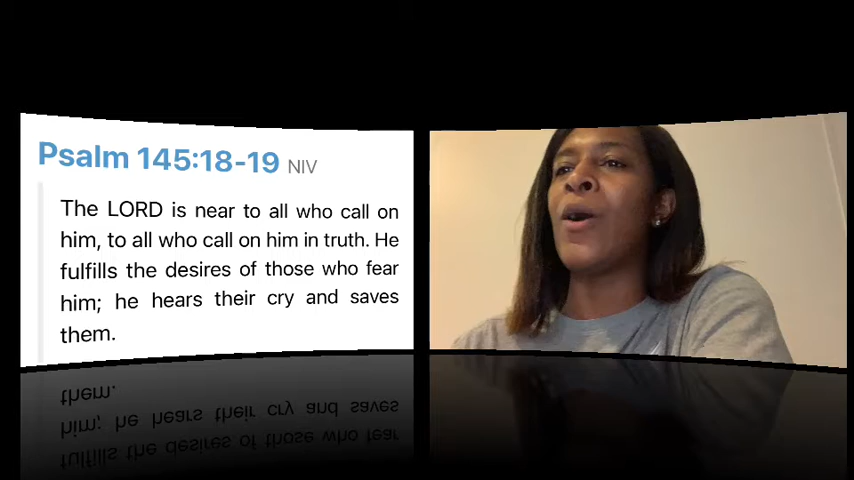 Psalm 145:18-19 NIV
The LORD is near to all who call on
him, to all who call on him in truth. He
fulfills the desires of those who fear
him; he hears their cry and saves
them.